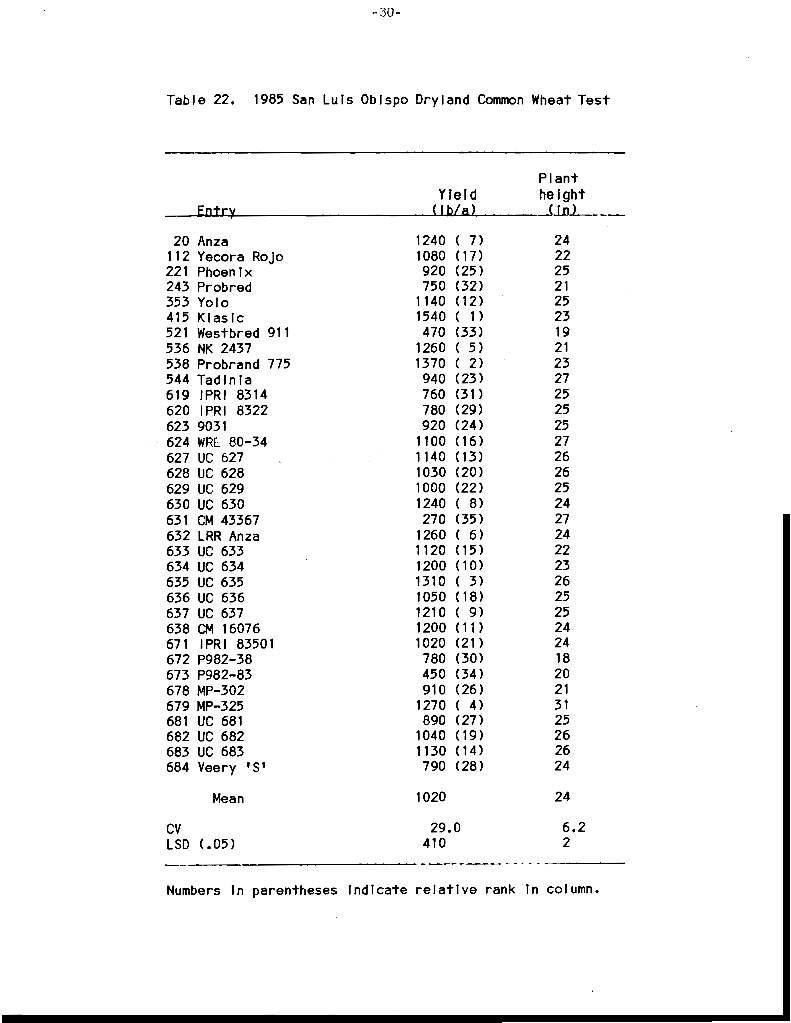 -30-
Table 22. 1985 San Luis Obispo Dryland Common Wheat Test
Plant
Yield height
Entry (lb/a) (in)
20 Anza 1240 ( 7) 24
112 Yecora Rojo 1080 (17) 22
221 Phoenix 920 (25) 25
243 Probred 750 (32) 21
353 Yolo 1140 (12) 25
415 Klasic 1540 ( 1) 23
521 Westbred 911 470 (33) 19
536 NK 2437 1260 ( 5) 21
538 Probrand 775 1370 ( 2) 23
544 Tadinia 940 (23) 27
619 IPRI 8314 760 (31) 25
620 IPRI 8322 780 (29) 25
623 9031 920 (24) 25
624 WRE 80-34 1100 (16) 27
627 UC 627 1140 (13) 26
628 UC 628 1030 (20) 26
629 UC 629 1000 (22) 25
630 UC 630 1240 ( 8) 24
631 CM 43367 270 (35) 27
632 LRR Anza 1260 ( 6) 24
633 UC 633 1120 (15) 22
634 UC 634 1200 (10) 23
635 UC 635 1310 ( 3) 26
636 UC 636 1050 (18) 25
637 UC 637 1210 ( 9) 25
638 CM 16076 1200 (11) 24
671 IPRI 83501 1020 (21) 24
672 P982-38 780 (30) 18
673 P982-83 450 (34) 20
678 MP-302 910 (26) 21
679 MP-325 1270 ( 4) 31
681 UC 681 890 (27) 25
682 UC 682 1040 (19) 26
683 UC 683 1130 (14) 26
684 Veery 'S' 790 (28) 24
Mean 1020 24
CV 29.0 6.2
LSD (.05) 410 2
Numbers in parentheses indicate relative rank in column.